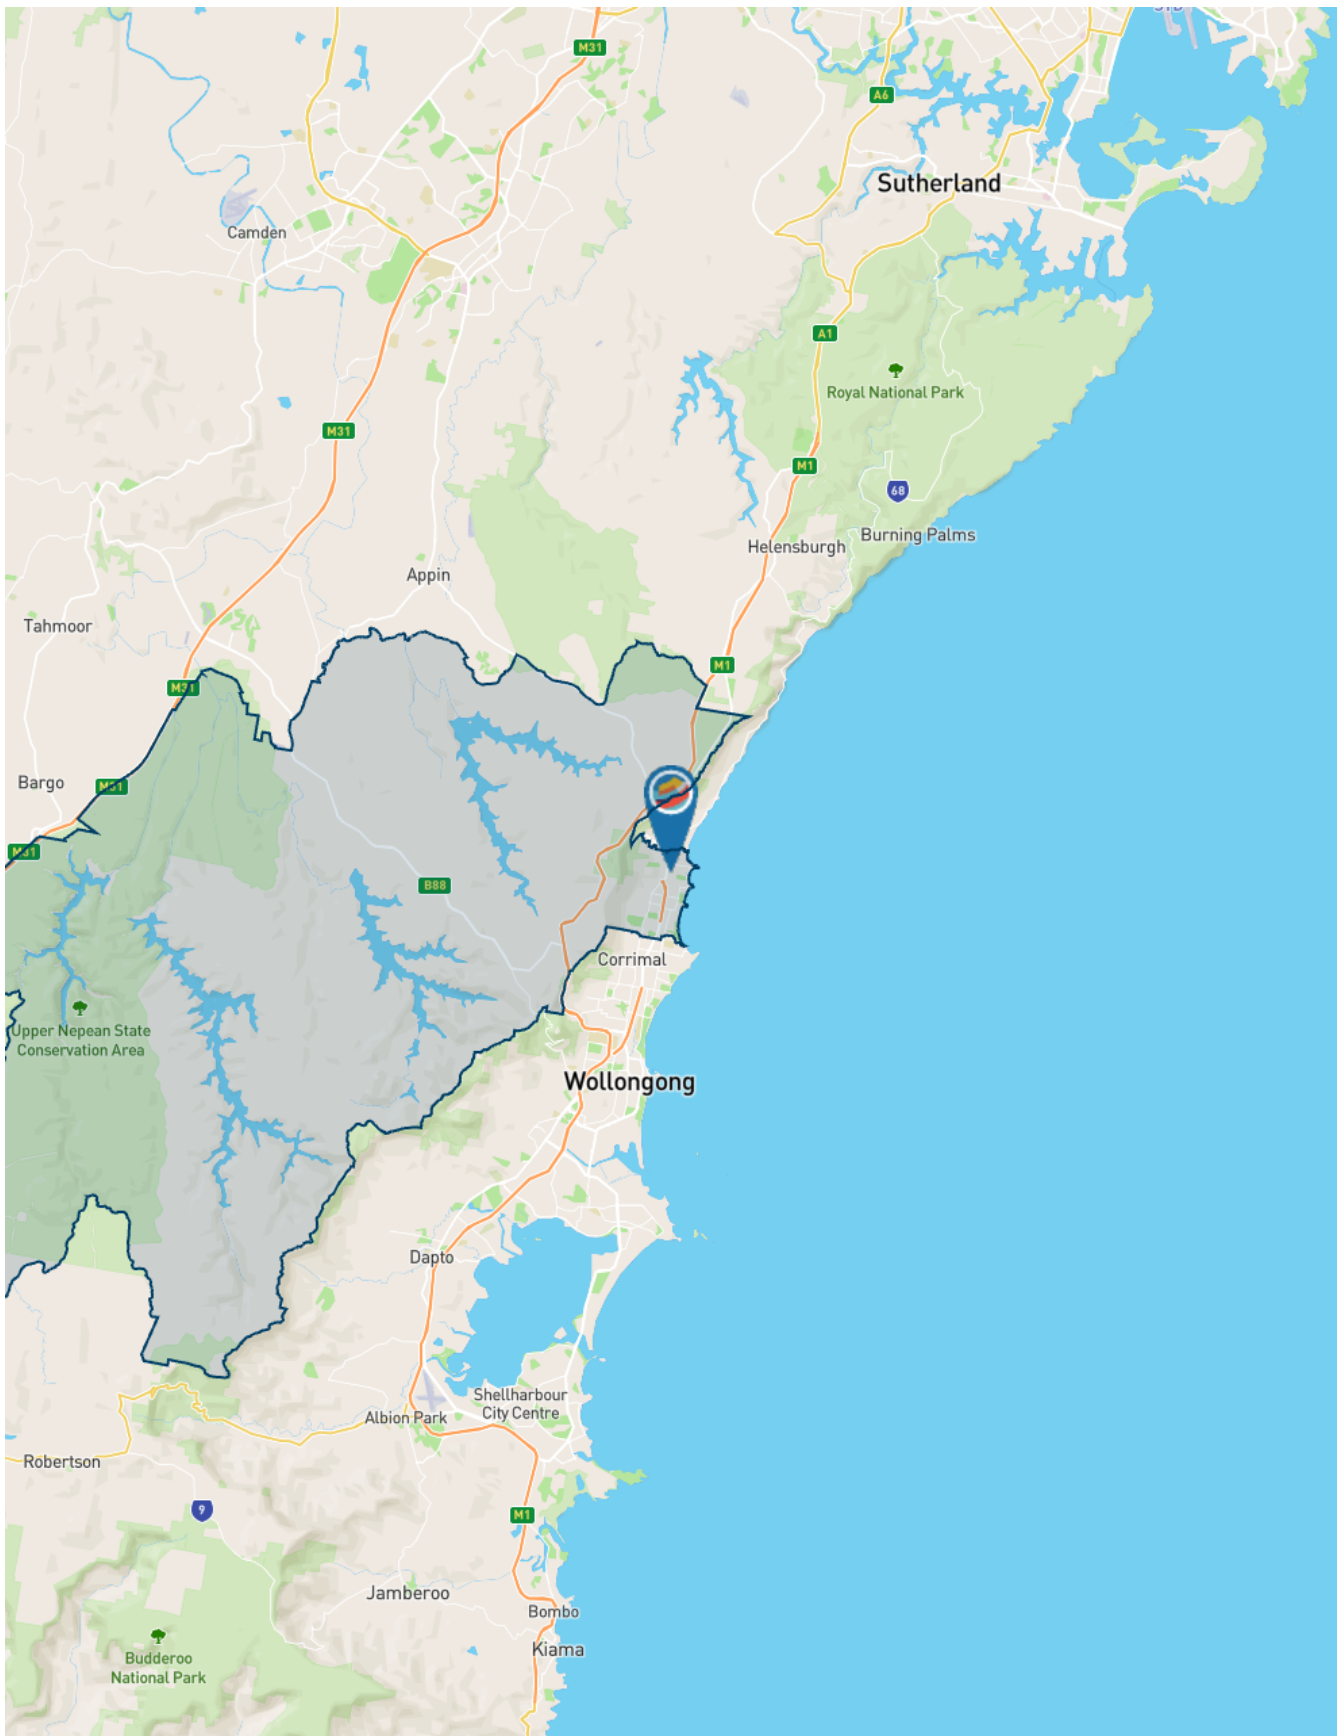 M31
A6
Sutherland
Camden
A1
Royal National Park
M31
M1
68
Burning Palms
Helensburgh
Appin
Tahmoor
M1
M31
Bargo
M31
M31
B88
Corrimal
Upper Nepean State
Conservation Area
Wollongong
Dapto
Shellharbour
City Centre
Albion Park
Robertson
9
M1
Jamberoo
Bombo
Kiama
Budderoo
National Park